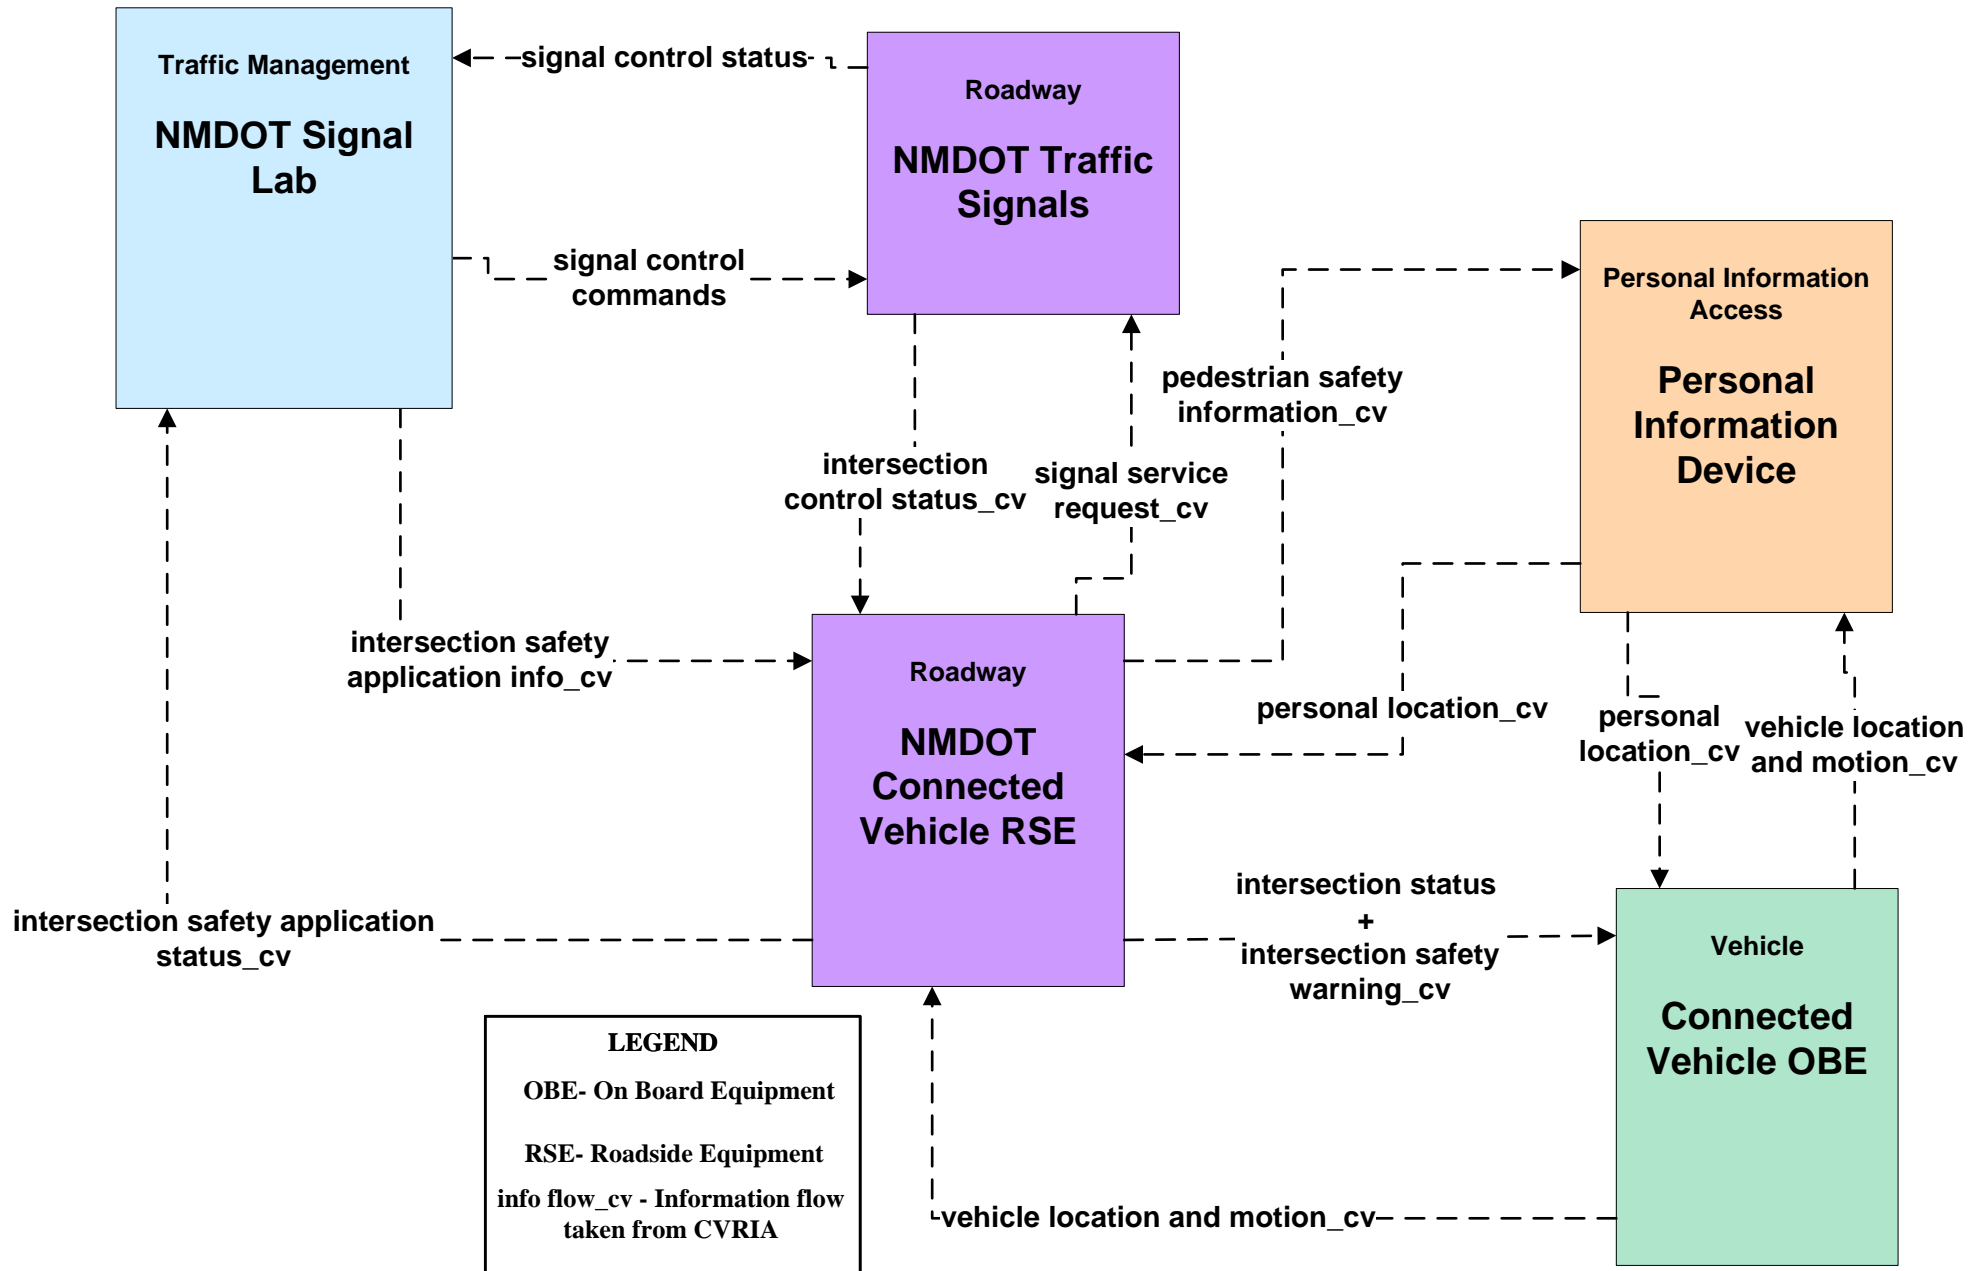 Traffic Management
NMDOT Signal
Lab
signal control status
Roadway
NMDOT Traffic
Signals
signal control
commands
Personal Information
Access
Personal
Information
Device
pedestrian safety
information_cv
intersection
control status_cv
signal service
request_cv
intersection safety
application info_cv
Roadway
NMDOT
Connected
Vehicle RSE
personal location_cv
personal
location_cv
vehicle location
and motion_cv
intersection safety application
status_cv
intersection status
+
intersection safety
warning_cv
Vehicle
Connected
Vehicle OBE
LEGEND
OBE- On Board Equipment
RSE- Roadside Equipment
info flow_cv - Information flow
taken from CVRIA
vehicle location and motion_cv